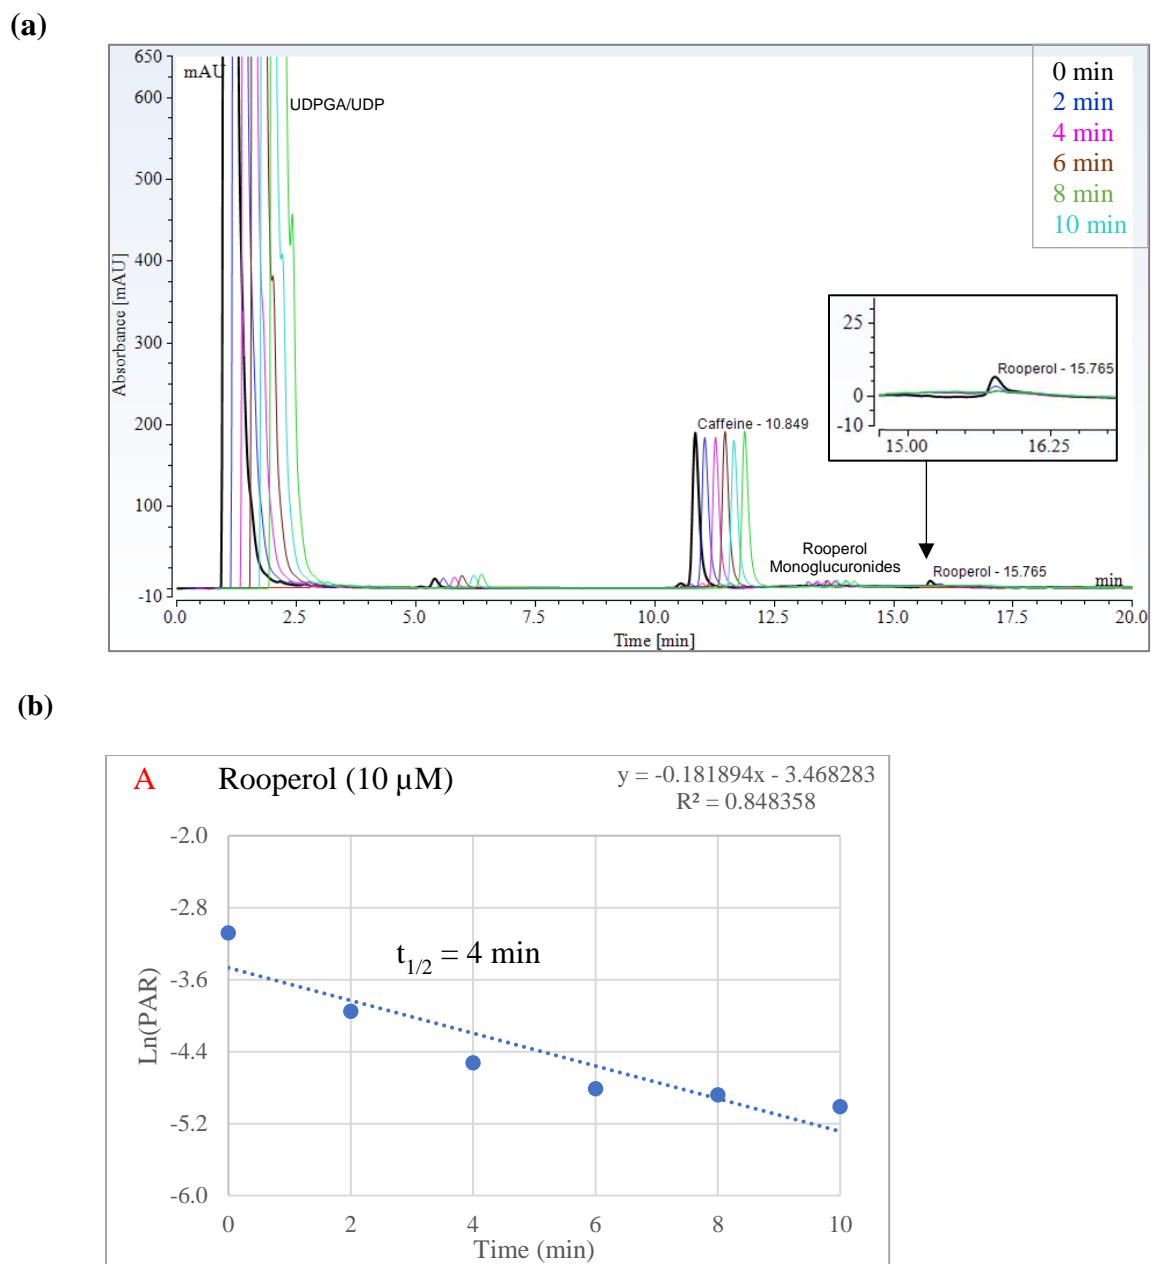 (a)
650
mAU
600
500
400
300
200
100
-10
Absorbance [mAU]
UDPGA/UDP
0 min
2 min
4 min
6 min
8 min
10 min
Caffeine - 10.849
25
0
-10
Rooperol - 15.765
15.00 16.25
Rooperol
Monoglucuronides
Rooperol - 15.765
min
0.0 2.5 5.0 7.5 10.0 12.5 15.0 17.5 20.0
Time [min]
(b)
A Rooperol (10 µM)
y = -0.181894x - 3.468283
R² = 0.848358
-2.0
-2.8
-3.6
-4.4
-5.2
-6.0
Ln(PAR)
t1/2 = 4 min
0 2 4 6 8 10
Time (min)